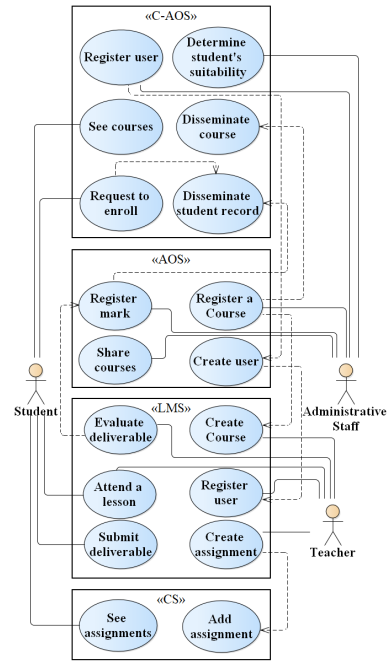 «C-AOS»
Register user
Determine
student's
suitability
See courses
Disseminate
course
Request to
enroll
Disseminate
student record
«AOS»
Register
mark
Register a
Course
Share
courses
Create user
Student
Administrative
Staff
«LMS»
Evaluate
deliverable
Create
Course
Attend a
lesson
Register
user
Submit
deliverable
Create
assignment
Teacher
«CS»
See
assignments
Add
assignment